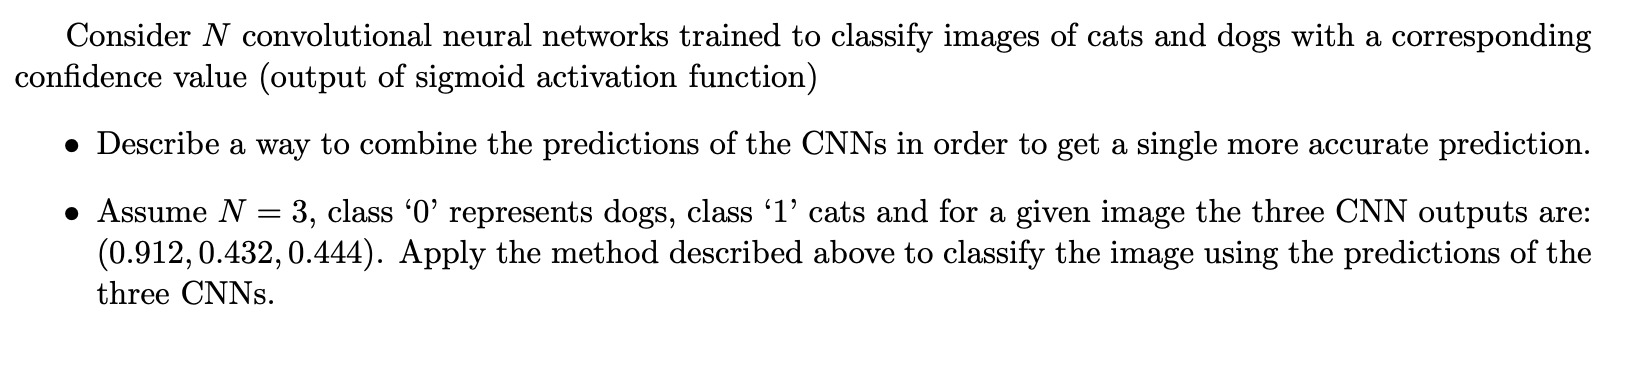 Consider N convolutional neural networks trained to classify images of cats and dogs with a corresponding
confidence value (output of sigmoid activation function)
• Describe a way to combine the predictions of the CNNs in order to get a single more accurate prediction.
• Assume N = 3, class ‘0’ represents dogs, class ‘1’ cats and for a given image the three CNN outputs are:
(0.912, 0.432, 0.444). Apply the method described above to classify the image using the predictions of the
three CNNs.